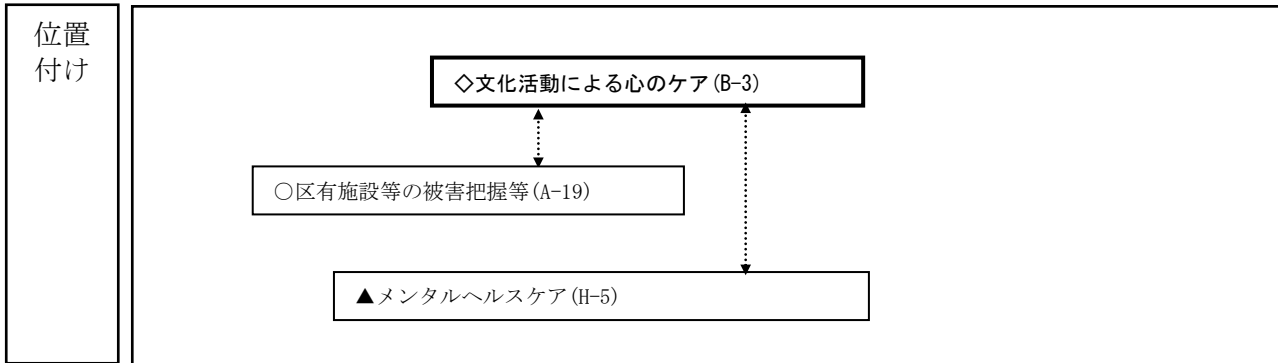 位置
付け
◇文化活動による心のケア(B-3)
○区有施設等の被害把握等(A-19)
▲メンタルヘルスケア(H-5)